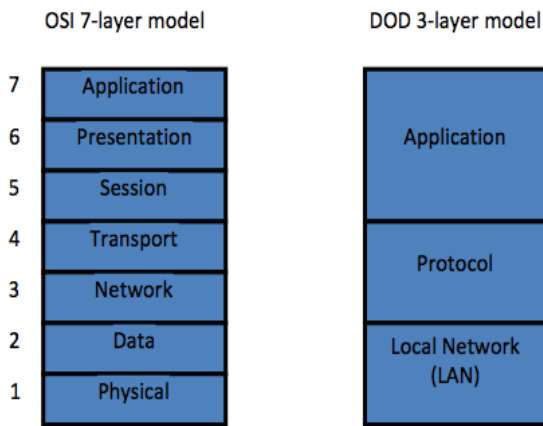 OSI 7-layer model
7 Application
6 Presentation
5 Session
4 Transport
3 Network
2 Data
1 Physical
DOD 3-layer model
Application
Protocol
Local Network
(LAN)